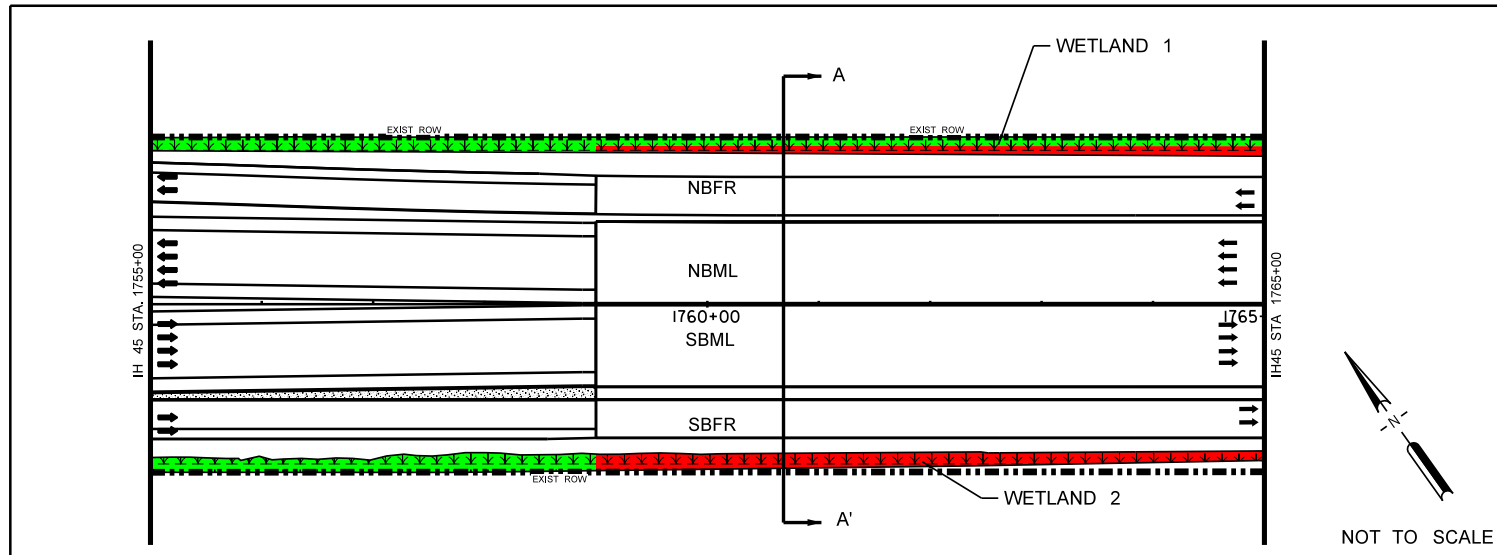 WETLAND 1
A
EXIST ROW
EXIST ROW
NBFR
NBML
IH 45 STA. 1755+00
IH45 STA 1765+00
1760+00
1765+
SBML
SBFR
EXIST ROW
WETLAND 2
A'
N
NOT TO SCALE